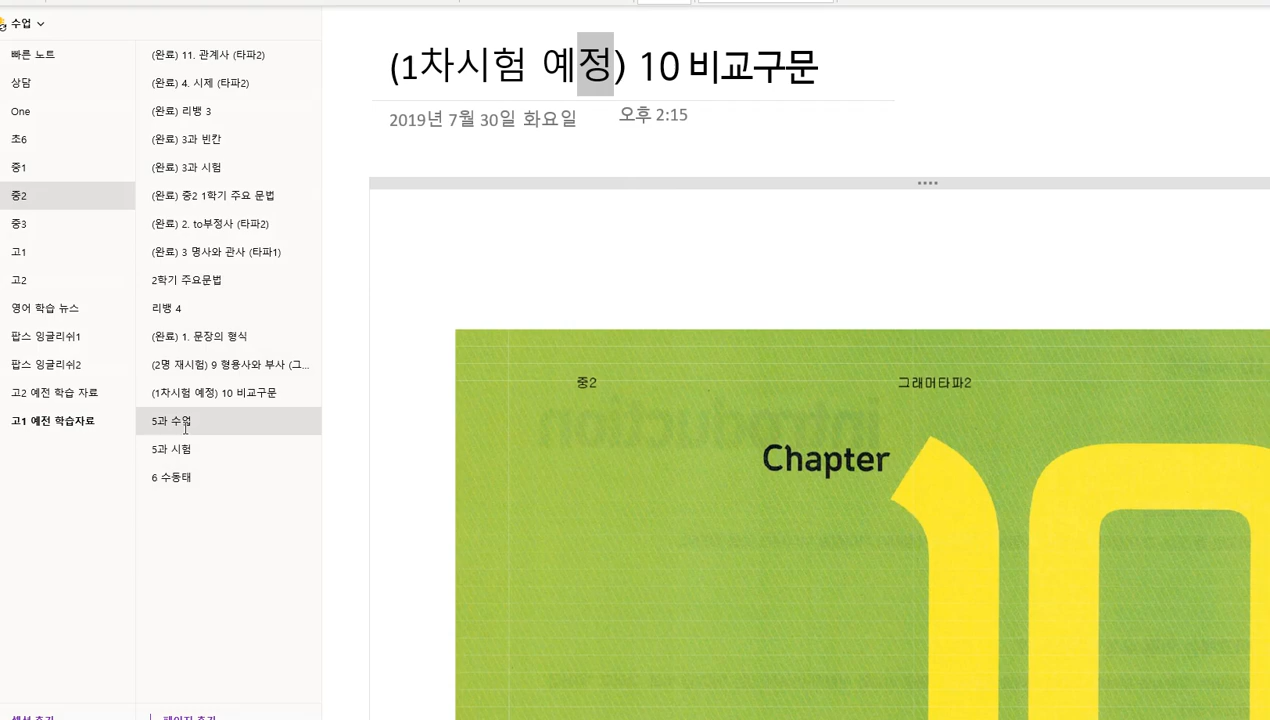 수업
빠른 노트
상담
One
초6
중1
중2
중3
고1
고2
영어 학습 뉴스
팝스 잉글리쉬1
팝스 잉글리쉬2
고2 예전 학습 자료
고1 예전 학습자료
(완료) 11. 관계사 (타파2)
(완료) 4. 시제 (타파2)
(완료) 리뱅 3
(완료) 3과 빈칸
(완료) 3과 시험
(완료) 중2 1학기 주요 문법
(완료) 2. to부정사 (타파2)
(완료) 3 명사와 관사 (타파1)
2학기 주요문법
리뱅 4
(완료) 1. 문장의 형식
(2명 재시험) 9 형용사와 부사 (그...
(1차시험 예정) 10 비교구문
5과 수업
5과 시험
6 수동태
(1차시험 예정) 10 비교구문
2019년 7월 30일 화요일 오후 2:15
중2 그래머타파2
Chapter
10